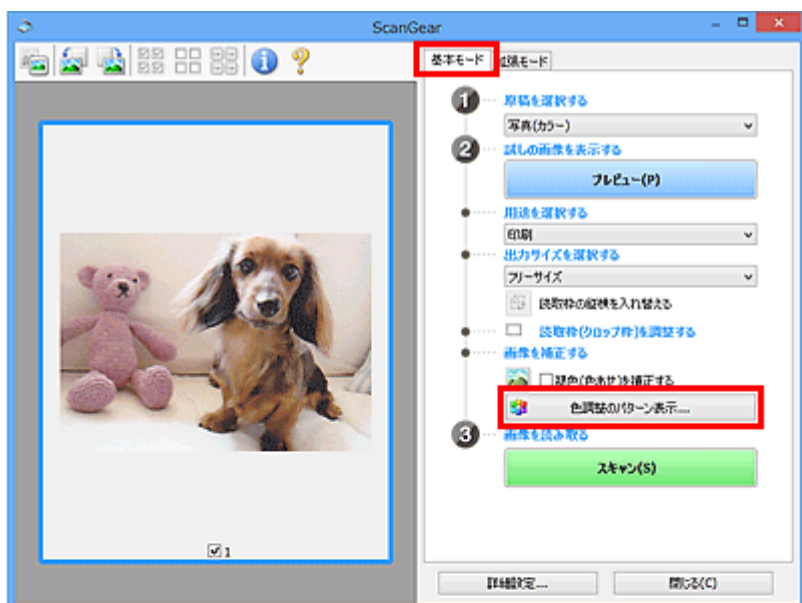 ScanGear
基本モード
拡張モード
1
原稿を選択する
写真(カラー)
2
試しの画像を表示する
プレビュー(P)
用途を選択する
印刷
出力サイズを選択する
フリーサイズ
読取枠の縦横を入れ替える
読取枠(クロップ枠)を調整する
画像を補正する
褪色(色あせ)を補正する
色調整のパターン表示...
3
画像を読み取る
スキャン(S)
1
詳細設定...
閉じる(C)